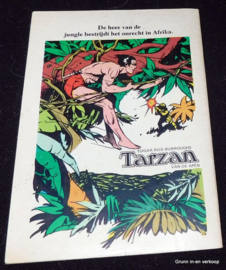 De heer van de
jungle bestrijdt het onrecht in Afrika.
EDGAR RICE BURROUGHS
Tarzan
VAN DE APEN
Grunn in-en verkoop